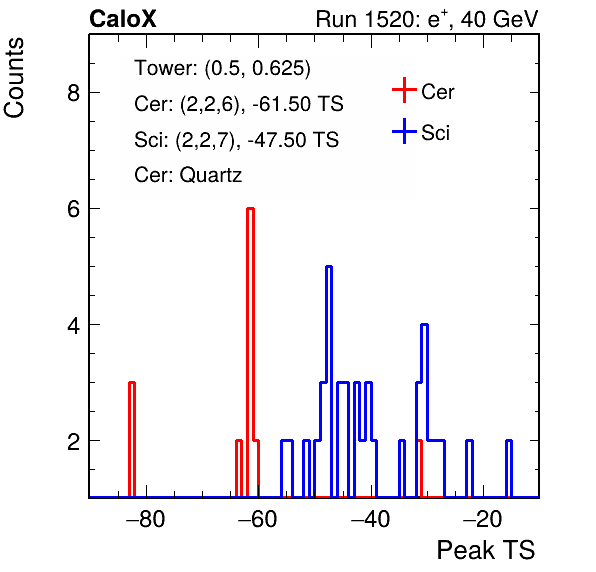 CaloX Run 1520: e⁺, 40 GeV
Counts
Tower: (0.5, 0.625)
Cer: (2,2,6), -61.50 TS
Sci: (2,2,7), -47.50 TS
Cer: Quartz
Cer
Sci
8
6
4
2
−80 −60 −40 −20
Peak TS